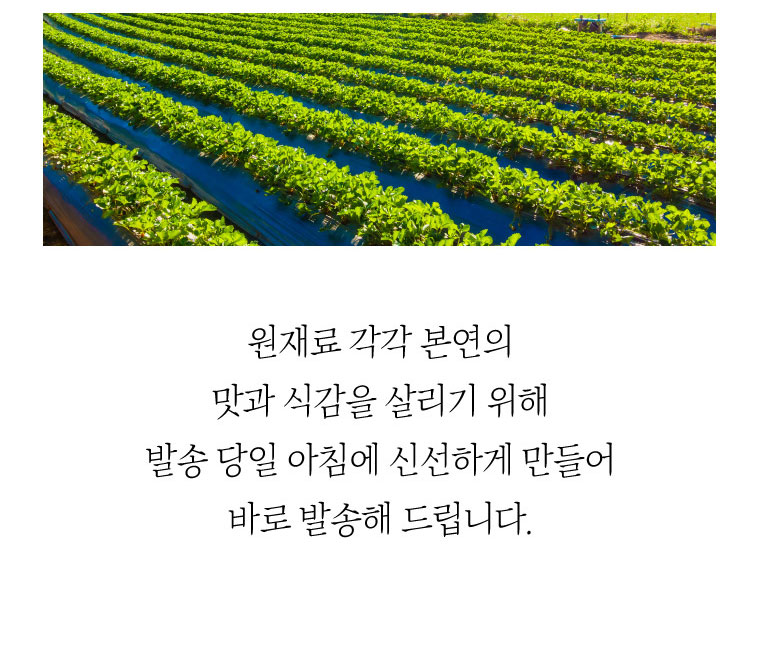 원재료 각각 본연의
맛과 식감을 살리기 위해
발송 당일 아침에 신선하게 만들어
바로 발송해 드립니다.